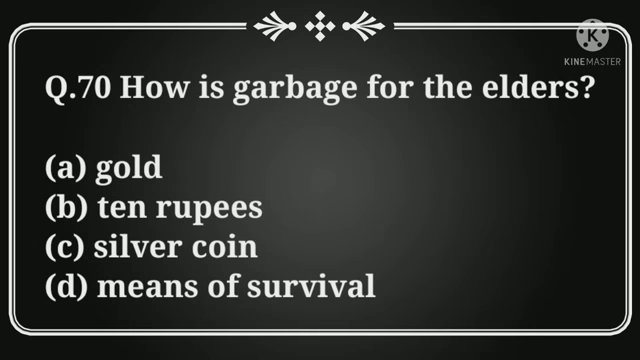 KINEMASTER
Q.70 How is garbage for the elders?
(a) gold
(b) ten rupees
(c) silver coin
(d) means of survival